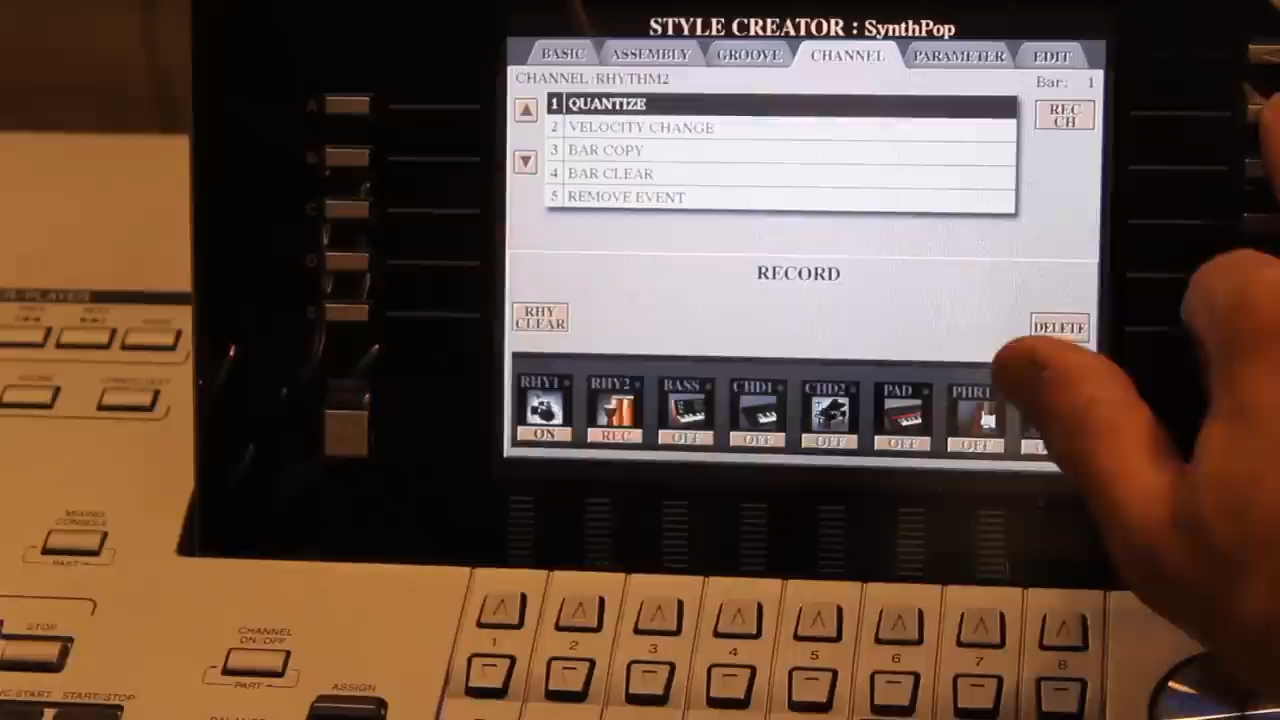 STYLE CREATOR : SynthPop
BASIC ASSEMBLY GROOVE CHANNEL PARAMETER EDIT
CHANNEL :RHYTHM2
Bar: 1
1 QUANTIZE
2 VELOCITY CHANGE
3 BAR COPY
4 BAR CLEAR
5 REMOVE EVENT
REC
CH
RECORD
RHY
CLEAR
DELETE
RHY1 RHY2 BASS CHD1 CHD2 PAD PHR1
ON REC OFF OFF OFF OFF OFF
A
C
D
MIXING
CONSOLE
PART
STOP
CHANNEL
ON/OFF
PART
START/STOP
ASSIGN
1 2 3 4 5 6 7 8